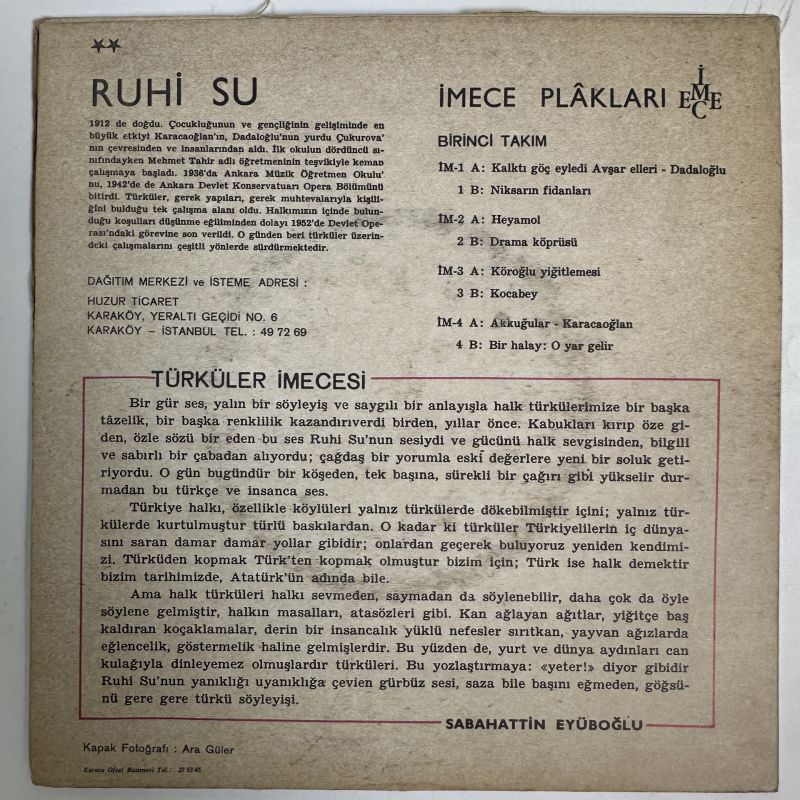 RUHİ SU
1912 de doğdu. Çocukluğunun ve gençliğinin gelişiminde en
büyük etkiyi Karacaoğlan'ın, Dadaloğlu'nun yurdu Çukurova'
nın çevresinden ve insanlarından aldı. İlk okulun dördüncü sı-
nıfındayken Mehmet Tahir adlı öğretmeninin teşvikiyle keman
çalışmaya başladı. 1936'da Ankara Müzik Öğretmen Okulu'
nu, 1942'de de Ankara Devlet Konservatuarı Opera Bölümünü
bitirdi. Türküler, gerek yapıları, gerek muhtevalarıyla kişili-
ğini bulduğu tek çalışma alanı oldu. Halkımızın içinde bulun-
duğu koşulları düşünme eğiliminden dolayı 1952'de Devlet Ope-
rası'ndaki görevine son verildi. O günden beri türküler üzerin-
deki çalışmalarını çeşitli yönlerde sürdürmektedir.
DAĞITIM MERKEZİ ve İSTEME ADRESİ :
HUZUR TİCARET
KARAKÖY, YERALTI GEÇİDİ NO. 6
KARAKÖY – İSTANBUL TEL. : 49 72 69
İMECE PLÂKLARI İMECE
BİRİNCİ TAKIM
İM-1 A: Kalktı göç eyledi Avşar elleri - Dadaloğlu
1 B: Niksarın fidanları
İM-2 A: Heyamol
2 B: Drama köprüsü
İM-3 A: Köroğlu yiğitlemesi
3 B: Kocabey
İM-4 A: Akkuğular - Karacaoğlan
4 B: Bir halay: O yar gelir
TÜRKÜLER İMECESİ
Bir gür ses, yalın bir söyleyiş ve saygılı bir anlayışla halk türkülerimize bir başka
tâzelik, bir başka renklilik kazandırıverdi birden, yıllar önce. Kabukları kırıp öze gi-
den, özle sözü bir eden bu ses Ruhi Su'nun sesiydi ve gücünü halk sevgisinden, bilgili
ve sabırlı bir çabadan alıyordu; çağdaş bir yorumla eski değerlere yeni bir soluk geti-
riyordu. O gün bugündür bir köşeden, tek başına, sürekli bir çağırı gibi yükselir dur-
madan bu türkçe ve insanca ses.
Türkiye halkı, özellikle köylüleri yalnız türkülerde dökebilmiştir içini; yalnız tür-
külerde kurtulmuştur türlü baskılardan. O kadar ki türküler Türkiyelilerin iç dünya-
sını saran damar damar yollar gibidir; onlardan geçerek buluyoruz yeniden kendimi-
zi. Türküden kopmak Türk'ten kopmak olmuştur bizim için; Türk ise halk demektir
bizim tarihimizde, Atatürk'ün adında bile.
Ama halk türküleri halkı sevmeden, saymadan da söylenebilir, daha çok da öyle
söylene gelmiştir, halkın masalları, atasözleri gibi. Kan ağlayan ağıtlar, yiğitçe baş
kaldıran koçaklamalar, derin bir insancalık yüklü nefesler sırıtkan, yayvan ağızlarda
eğlencelik, göstermelik haline gelmişlerdir. Bu yüzden de, yurt ve dünya aydınları can
kulağıyla dinleyemez olmuşlardır türküleri. Bu yozlaştırmaya: «yeter!» diyor gibidir
Ruhi Su'nun yanıklığı uyanıklığa çevien gürbüz sesi, saza bile başını eğmeden, göğsü-
nü gere gere türkü söyleyişi.
SABAHATTİN EYÜBOĞLU
Kapak Fotoğrafı : Ara Güler
Karaca Ofset Basımevi Tel.: 27 53 45